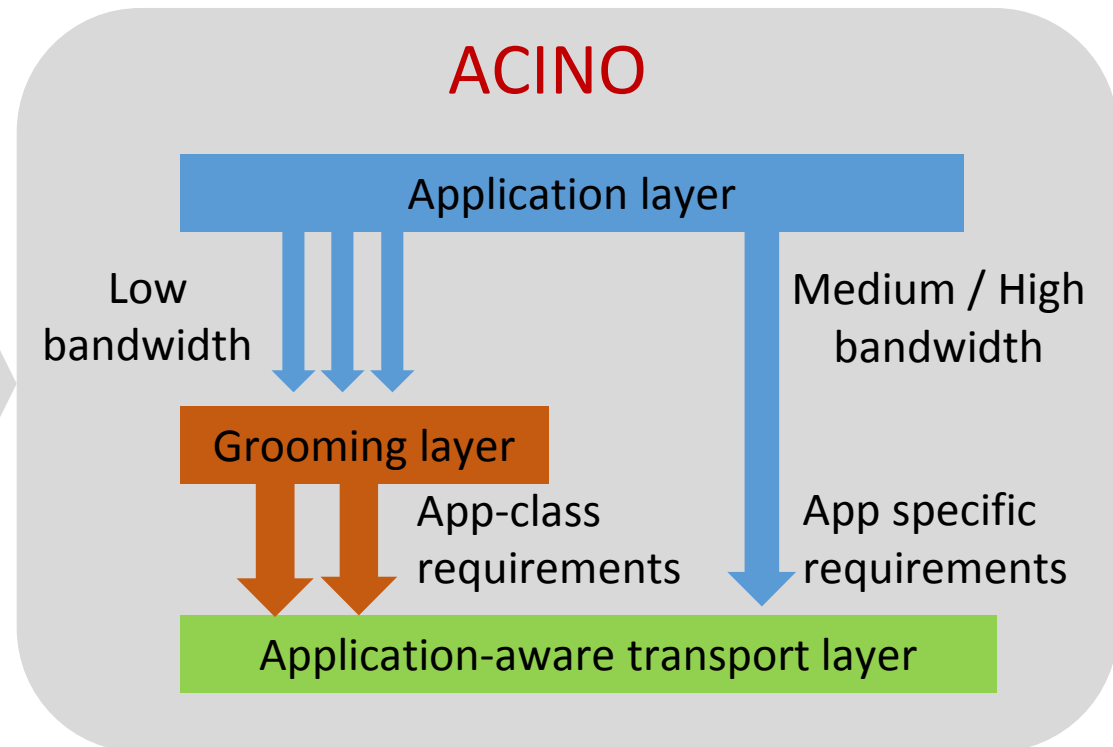 ACINO
Application layer
Low
bandwidth
Medium / High
bandwidth
Grooming layer
App-class
requirements
App specific
requirements
Application-aware transport layer